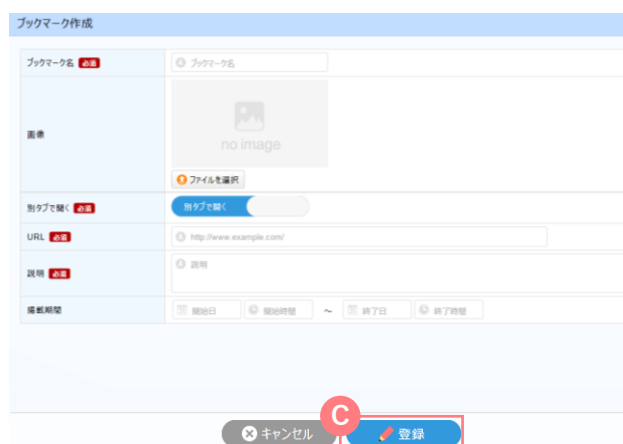 ブックマーク作成
ブックマーク名 必須 ブックマーク名
画像 no image
ファイルを選択
別タブで開く 必須 別タブで開く
URL 必須 http://www.example.com/
説明 必須 説明
掲載期間 開始日 開始時間 ～ 終了日 終了時間
キャンセル C 登録